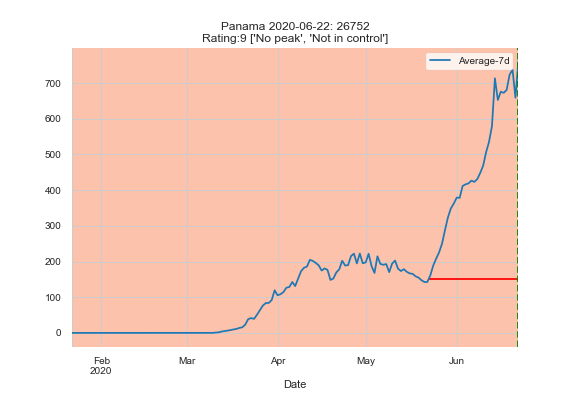 Panama 2020-06-22: 26752
Rating:9 ['No peak', 'Not in control']
Average-7d
700
600
500
400
300
200
100
0
Feb
2020
Mar
Apr
May
Jun
Date